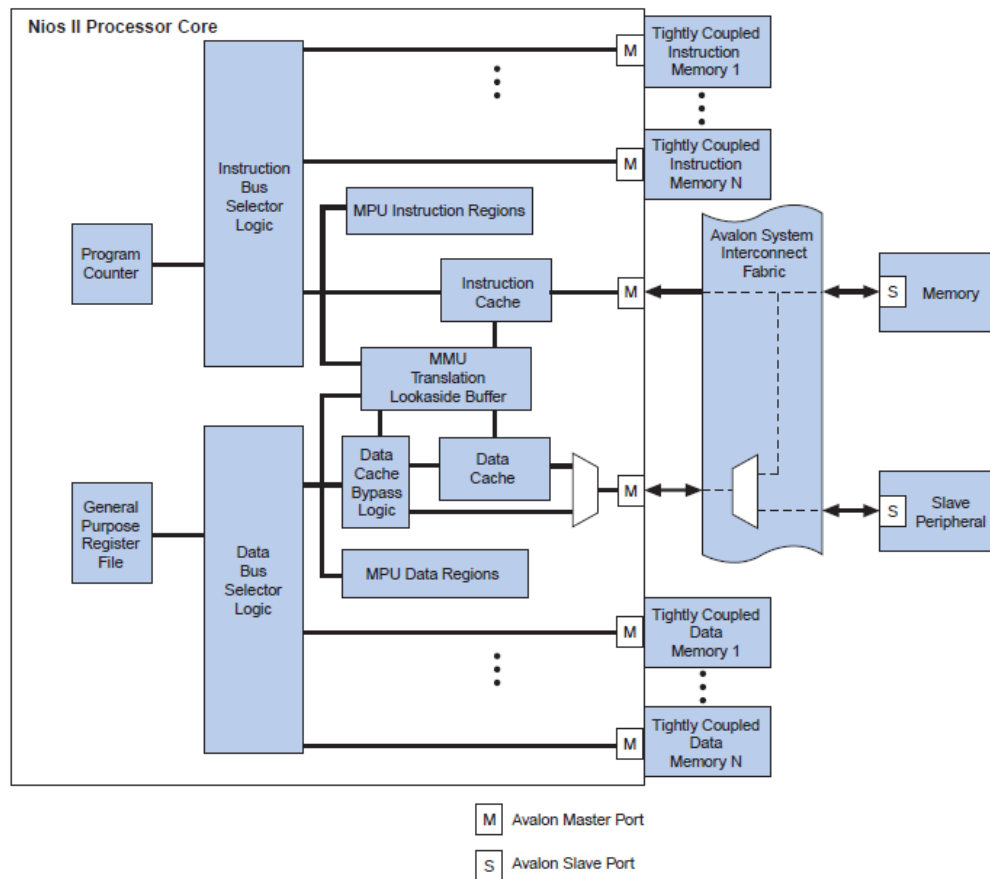 Nios II Processor Core
M
Tightly Coupled
Instruction
Memory 1
M
Tightly Coupled
Instruction
Memory N
Instruction
Bus
Selector
Logic
MPU Instruction Regions
Program
Counter
Avalon System
Interconnect
Fabric
Instruction
Cache
M
S
Memory
MMU
Translation
Lookaside Buffer
Data
Cache
Bypass
Logic
Data
Cache
M
General
Purpose
Register
File
S
Slave
Peripheral
Data
Bus
Selector
Logic
MPU Data Regions
M
Tightly Coupled
Data
Memory 1
M
Tightly Coupled
Data
Memory N
M
Avalon Master Port
S
Avalon Slave Port